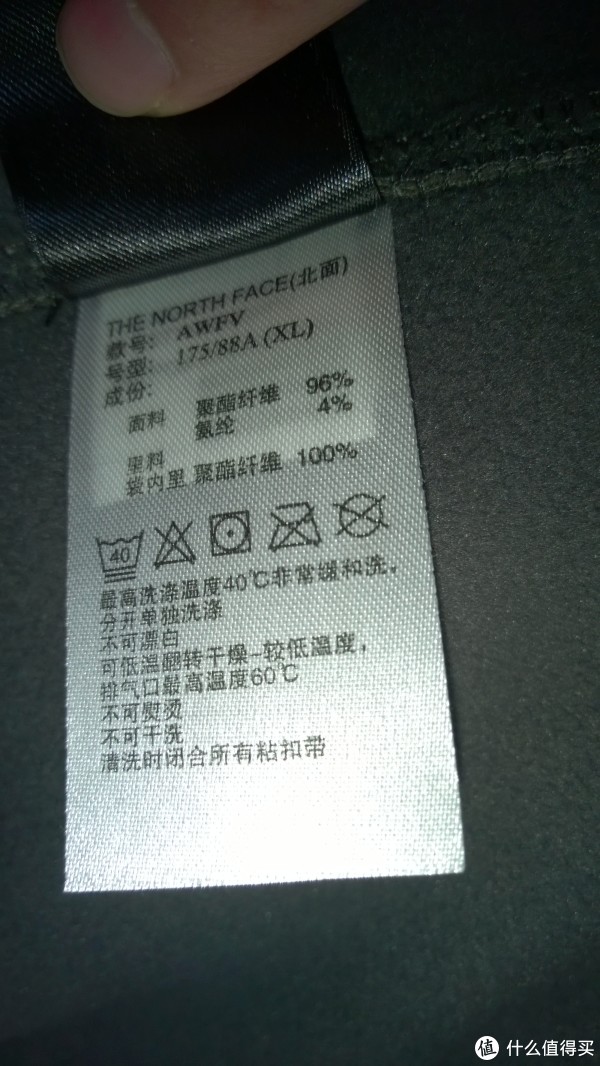 THE NORTH FACE(北面)
款号: AWFV
号型: 175/88A (XL)
成份:
面料 聚酯纤维 96%
氨纶 4%
里料
袋内里 聚酯纤维 100%
40
最高洗涤温度40℃非常缓和洗,
分开单独洗涤
不可漂白
可低温翻转干燥-较低温度,
排气口最高温度60℃
不可熨烫
不可干洗
清洗时闭合所有粘扣带
值 什么值得买